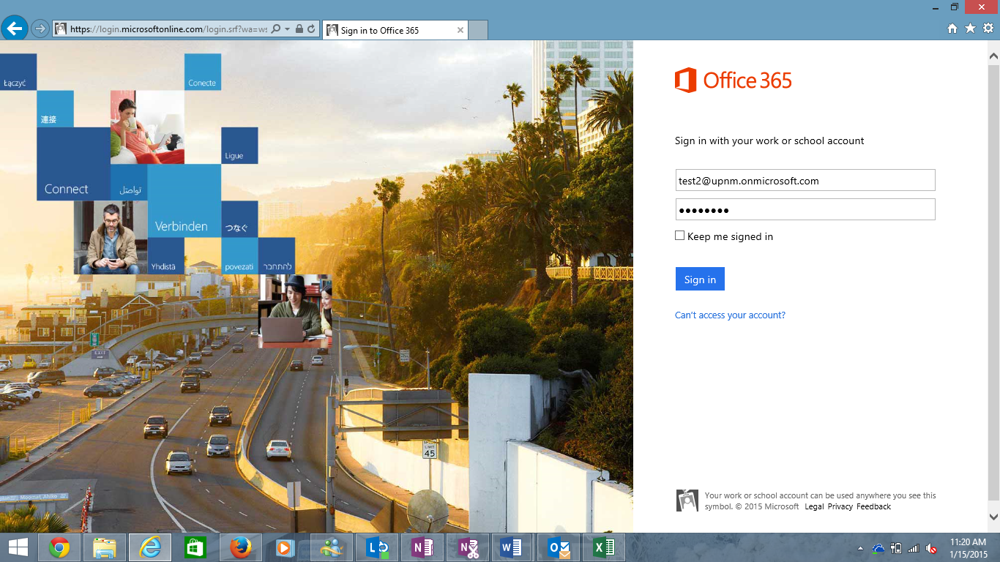 https://login.microsoftonline.com/login.srf?wa=ws
Sign in to Office 365
Łączyć
Conecte
連接
Ligue
Connect
تواصل
Verbinden
つなぐ
Yhdistä
povezati
להתחבר
EXIT
LIMIT
45
Office 365
Sign in with your work or school account
test2@upnm.onmicrosoft.com
Keep me signed in
Sign in
Can't access your account?
Your work or school account can be used anywhere you see this
symbol. © 2015 Microsoft Legal Privacy Feedback
11:20 AM
1/15/2015